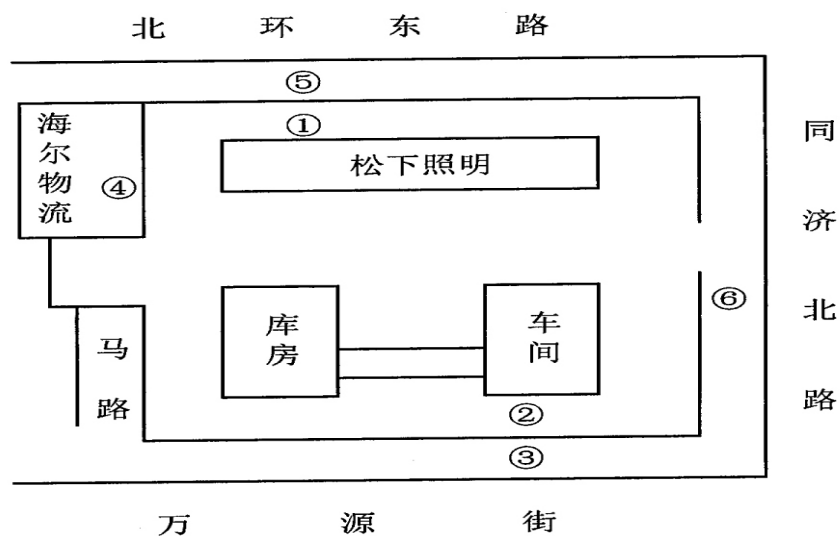 北环东路
⑤
①
松下照明
海尔物流
④
同济北路
⑥
库房
车间
马路
②
③
万源街